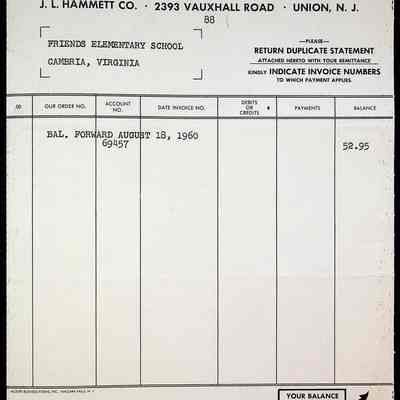 J. L. HAMMETT CO. · 2393 VAUXHALL ROAD · UNION, N. J.
88
FRIENDS ELEMENTARY SCHOOL
CAMBRIA, VIRGINIA
—PLEASE—
RETURN DUPLICATE STATEMENT
ATTACHED HERETO WITH YOUR REMITTANCE
KINDLY INDICATE INVOICE NUMBERS
TO WHICH PAYMENT APPLIES.
OUR ORDER NO. ACCOUNT NO. DATE INVOICE NO. DEBITS OR CREDITS PAYMENTS BALANCE
BAL. FORWARD AUGUST 18, 1960
69457 52.95
YOUR BALANCE